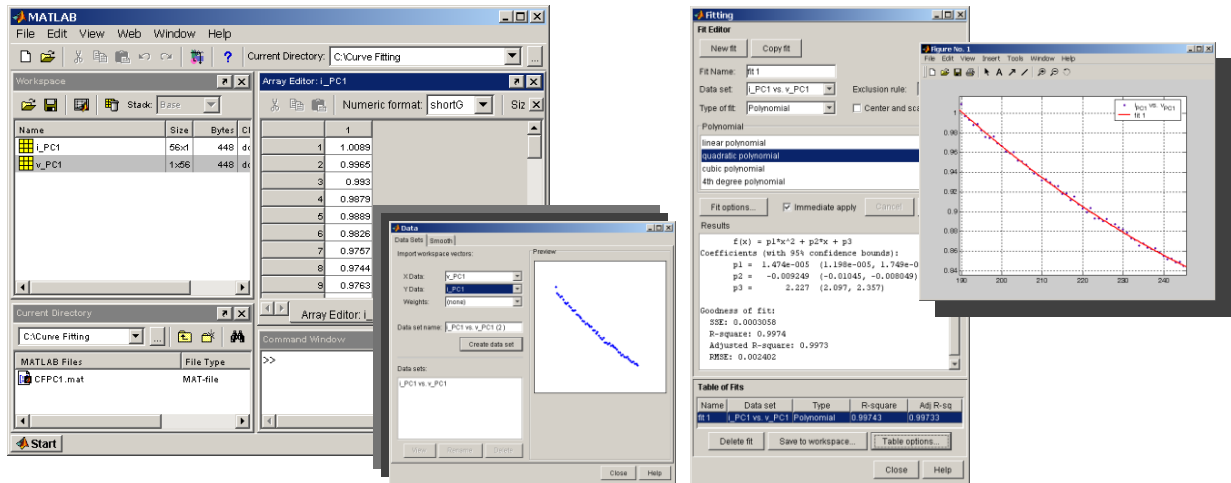 MATLAB
File Edit View Web Window Help
Current Directory: C:\Curve Fitting ...
Workspace
Stack: Base
Name Size Bytes Cl
i_PC1 56x1 448 do
v_PC1 1x56 448 do
Array Editor: i_PC1
Numeric format: shortG Siz
1
1 1.0089
2 0.9965
3 0.993
4 0.9879
5 0.9889
6 0.9826
7 0.9757
8 0.9744
9 0.9763
Array Editor: i_
Current Directory
C:\Curve Fitting ...
MATLAB Files File Type
CFPC1.mat MAT-file
Command Window
>>
Start
Data
Data Sets Smooth
Import workspace vectors:
X Data: v_PC1
Y Data: i_PC1
Weights: (none)
Data set name: i_PC1 vs. v_PC1 (2)
Create data set
Data sets:
i_PC1 vs. v_PC1
View Rename Delete
Preview
Close Help
Fitting
Fit Editor
New fit Copy fit
Fit Name: fit 1
Data set: i_PC1 vs. v_PC1 Exclusion rule:
Type of fit: Polynomial Center and sca
Polynomial
linear polynomial
quadratic polynomial
cubic polynomial
4th degree polynomial
Fit options... Immediate apply Cancel
Results
f(x) = p1*x^2 + p2*x + p3
Coefficients (with 95% confidence bounds):
p1 = 1.474e-005 (1.198e-005, 1.749e-0
p2 = -0.009249 (-0.01045, -0.008049)
p3 = 2.227 (2.097, 2.357)
Goodness of fit:
SSE: 0.0003058
R-square: 0.9974
Adjusted R-square: 0.9973
RMSE: 0.002402
Table of Fits
Name Data set Type R-square Adj R-sq
fit 1 i_PC1 vs. v_PC1 Polynomial 0.99743 0.99733
Delete fit Save to workspace... Table options...
Close Help
Figure No. 1
File Edit View Insert Tools Window Help
i_PC1 vs. v_PC1
fit 1
1
0.98
0.96
0.94
0.92
0.9
0.88
0.86
0.84
190 200 210 220 230 240